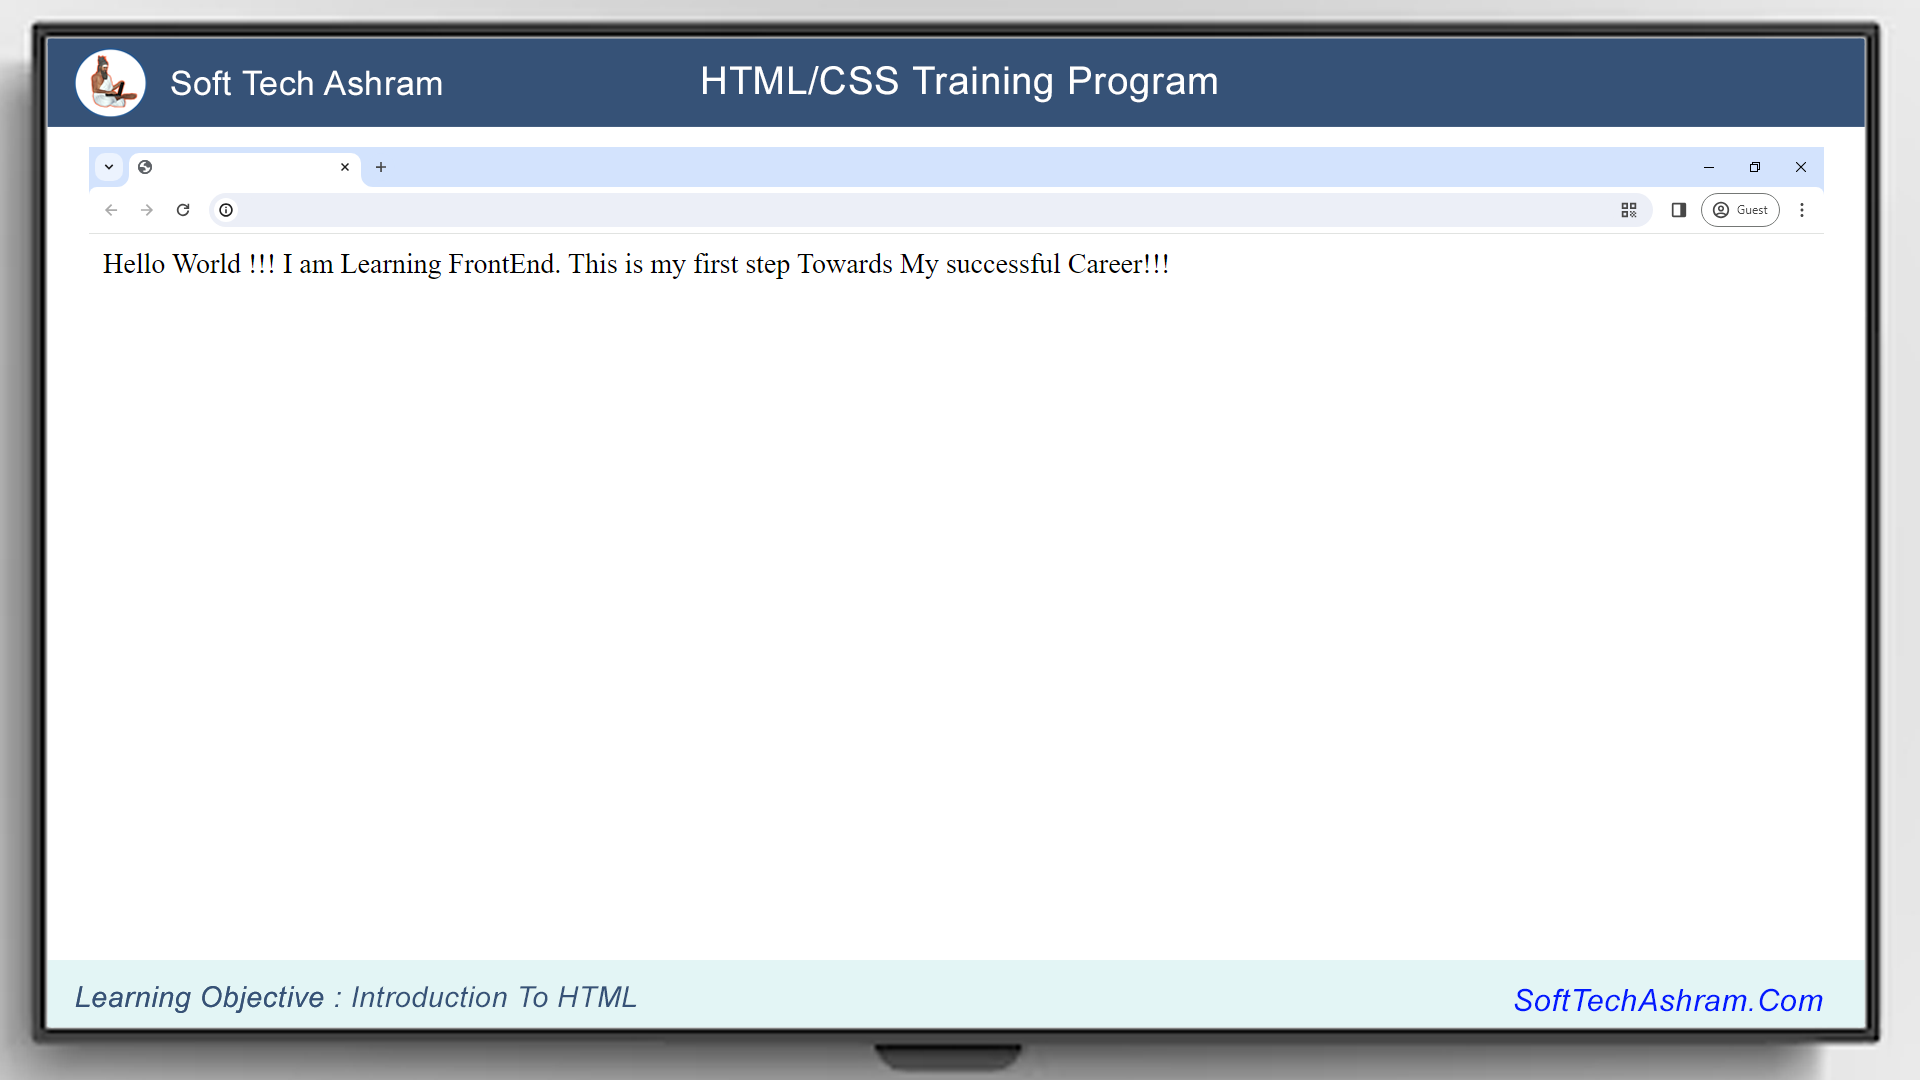 Soft Tech Ashram
HTML/CSS Training Program
Guest
Hello World !!! I am Learning FrontEnd. This is my first step Towards My successful Career!!!
Learning Objective : Introduction To HTML
SoftTechAshram.Com